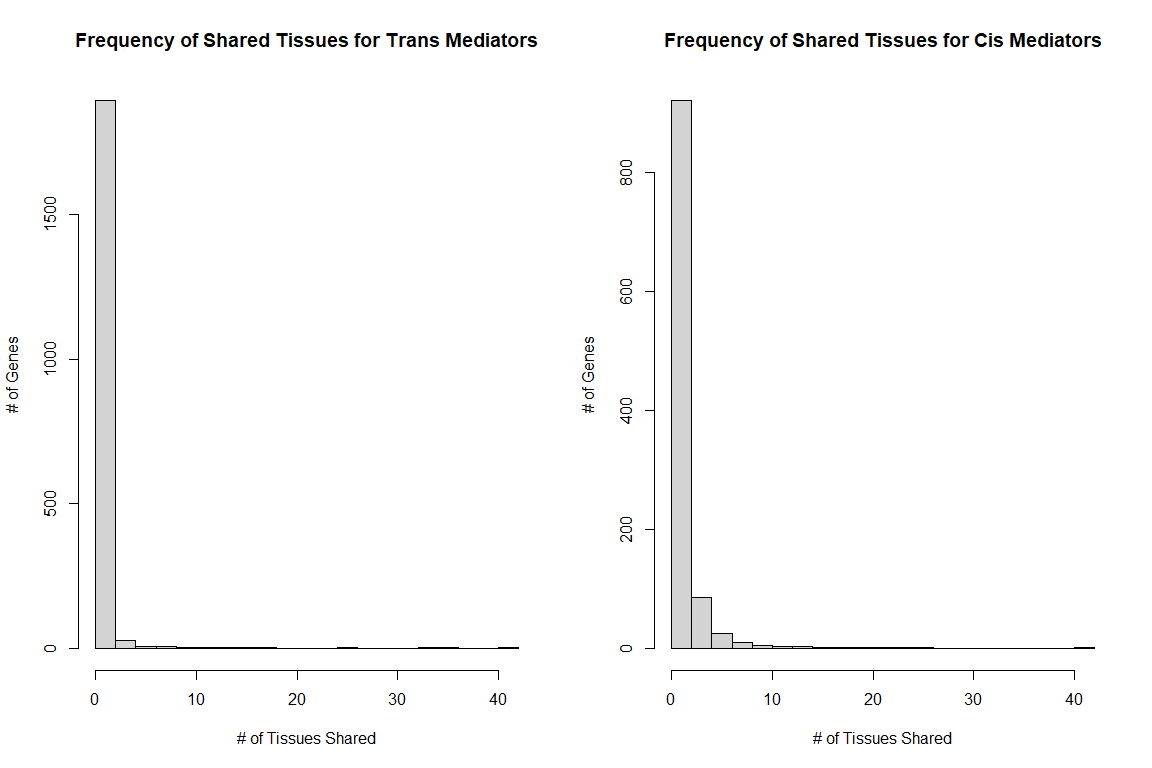 Frequency of Shared Tissues for Trans Mediators
# of Genes
1500
1000
500
0
0 10 20 30 40
# of Tissues Shared
Frequency of Shared Tissues for Cis Mediators
# of Genes
800
600
400
200
0
0 10 20 30 40
# of Tissues Shared